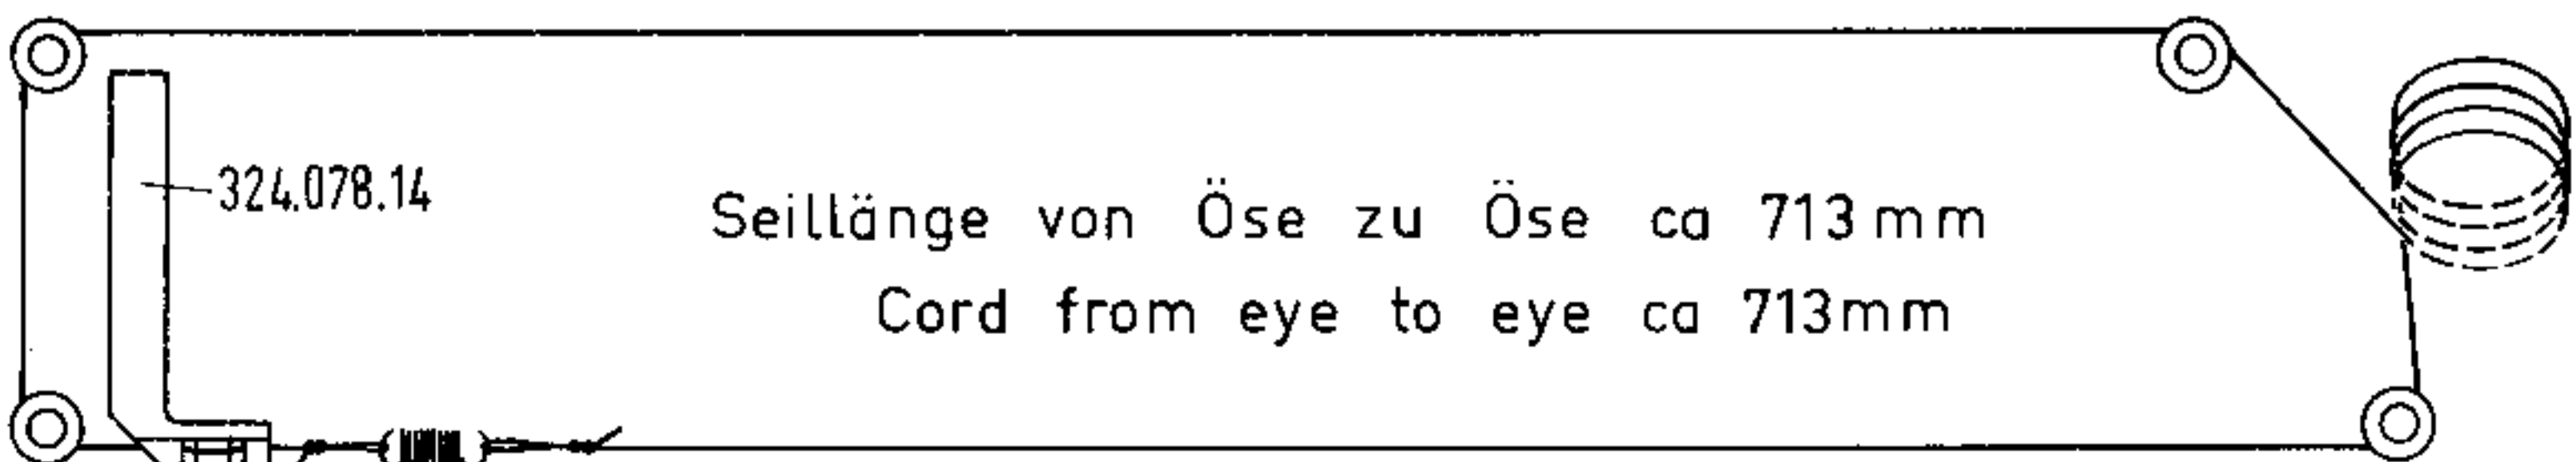 324.078.14
Seillänge von Öse zu Öse ca 713 mm
Cord from eye to eye ca 713mm